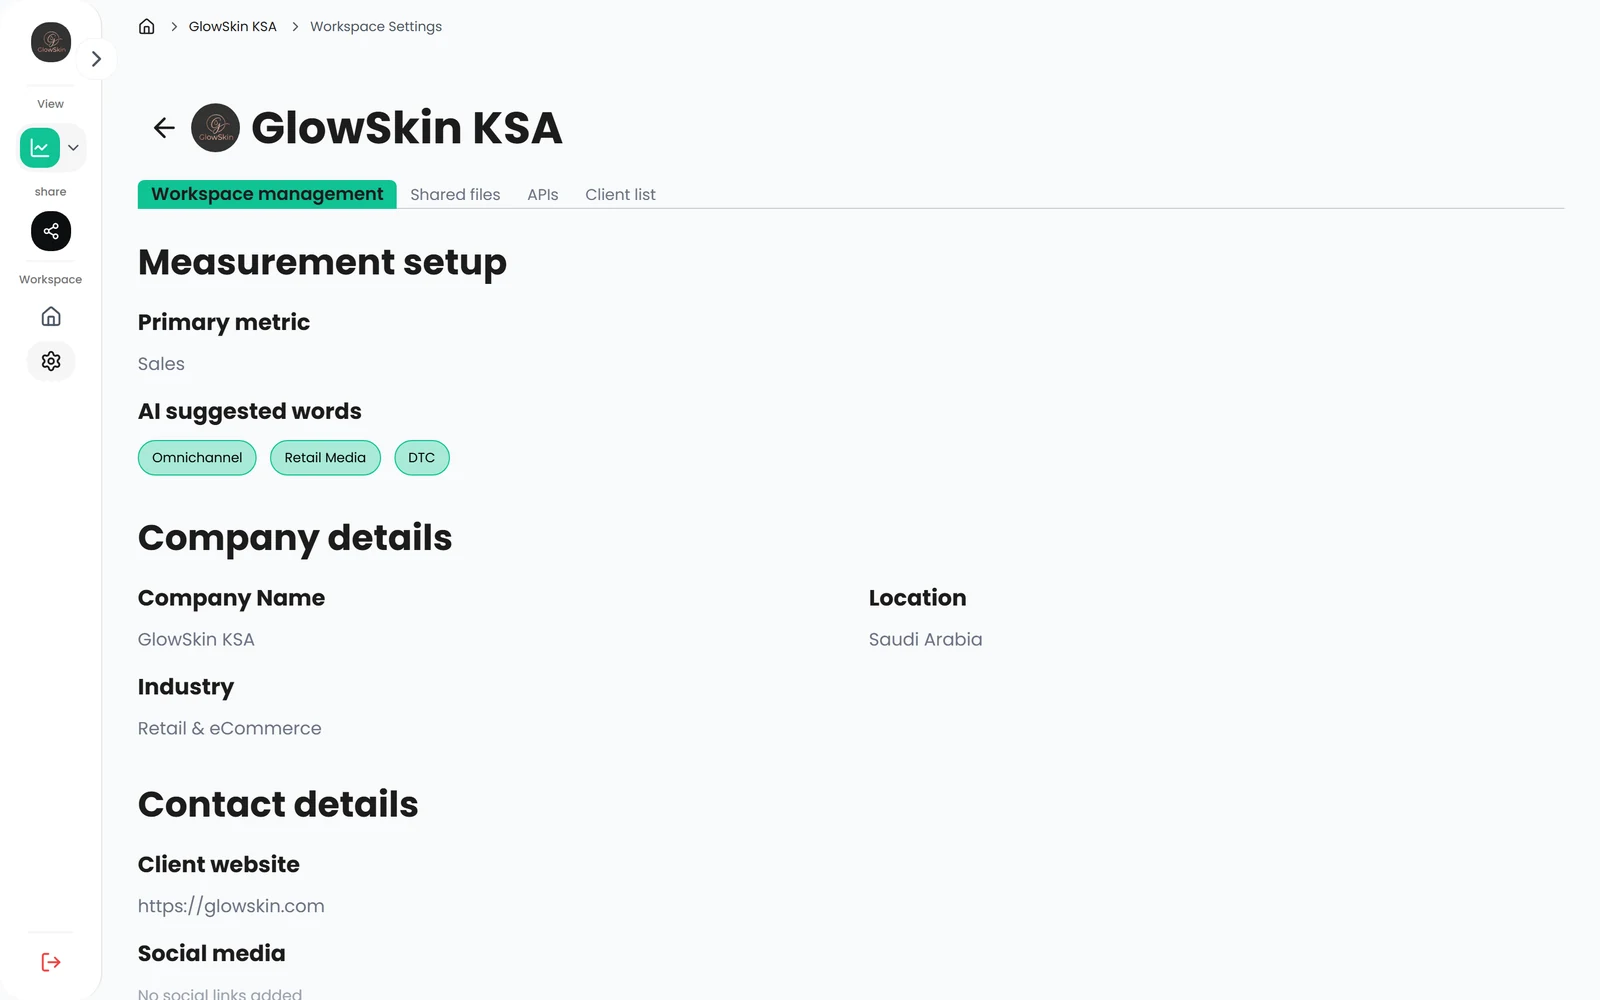 GlowSkin
GlowSkin KSA
Workspace Settings
View
share
Workspace
GlowSkin
GlowSkin KSA
Workspace management
Shared files
APIs
Client list
Measurement setup
Primary metric
Sales
AI suggested words
Omnichannel
Retail Media
DTC
Company details
Company Name
Location
GlowSkin KSA
Saudi Arabia
Industry
Retail & eCommerce
Contact details
Client website
https://glowskin.com
Social media
No social links added